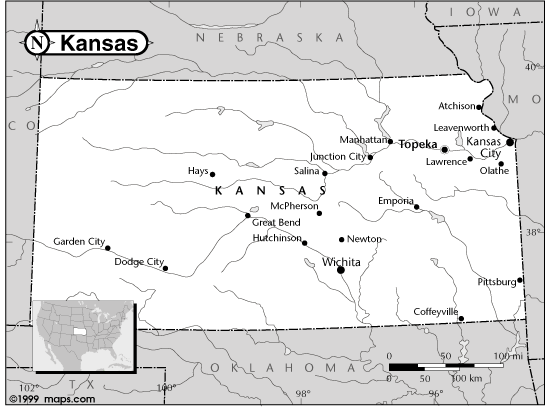 IOWA
N Kansas
NEBRASKA
40°
Atchison
MO
Leavenworth
CO
Manhattan
Topeka
Kansas
City
Junction City
Lawrence
Olathe
Hays
Salina
KANSAS
McPherson
Emporia
Great Bend
38°
Garden City
Hutchinson
Newton
Dodge City
Wichita
Pittsburg
Coffeyville
0 100 mi
OKLAHOMA
0 100 km
102° TX 100° 98° 96°
©1999 maps.com